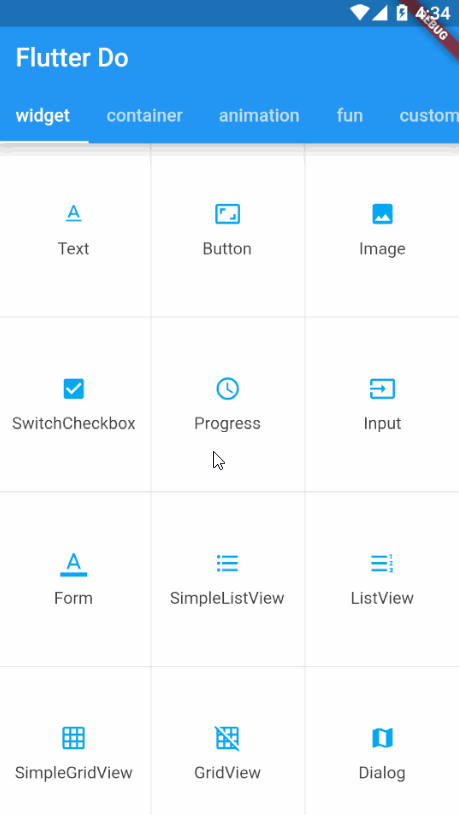 4:34
DEBUG
Flutter Do
widget container animation fun custom
Text Button Image
SwitchCheckbox Progress Input
Form SimpleListView ListView
SimpleGridView GridView Dialog